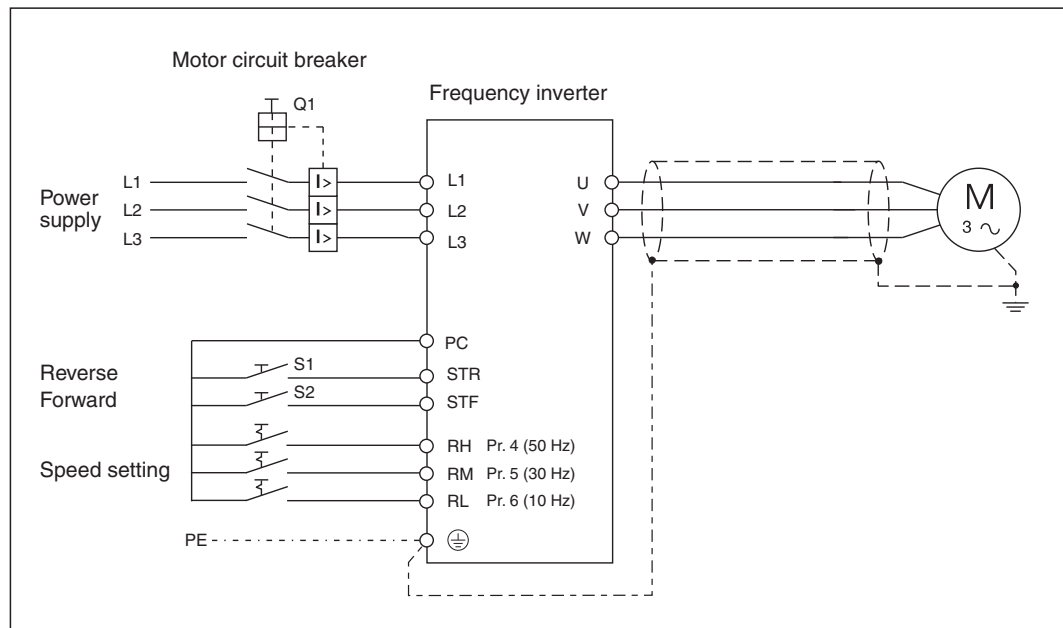 Motor circuit breaker
Q1
Frequency inverter
Power supply
L1
L2
L3
I>
I>
I>
L1
L2
L3
U
V
W
M
3 ∿
Reverse
Forward
S1
S2
PC
STR
STF
Speed setting
RH Pr. 4 (50 Hz)
RM Pr. 5 (30 Hz)
RL Pr. 6 (10 Hz)
PE